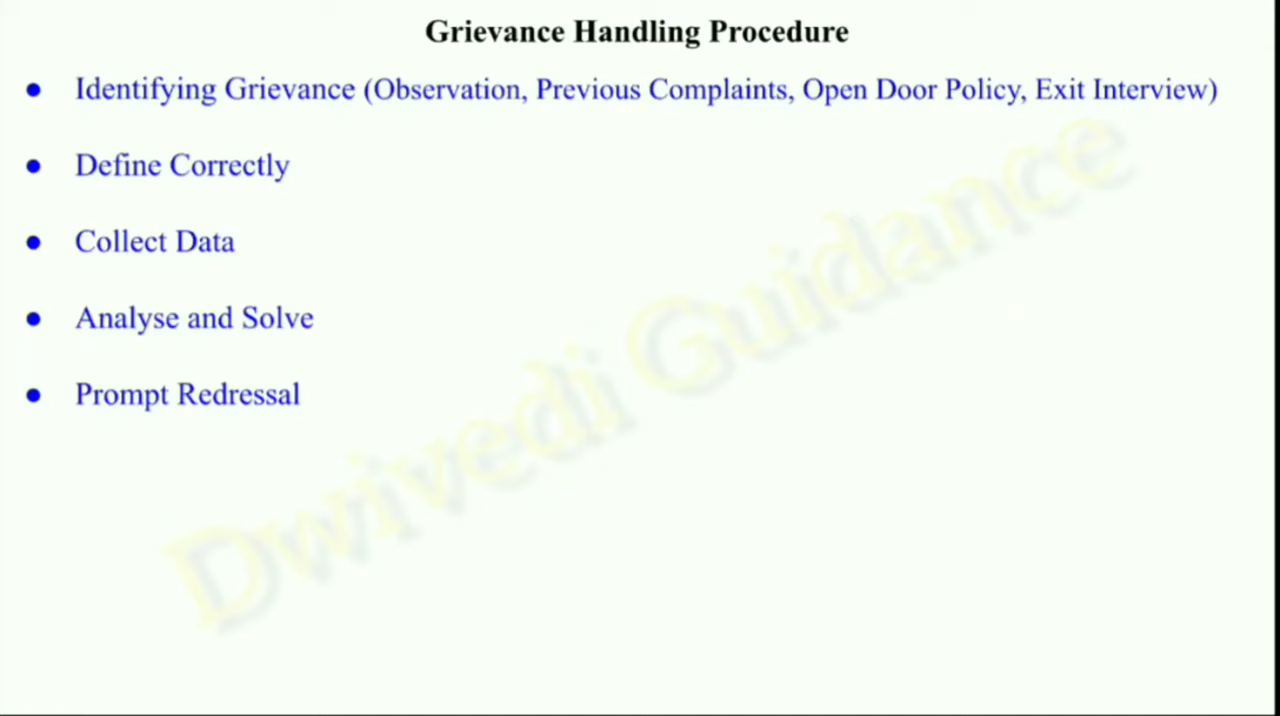 Grievance Handling Procedure
● Identifying Grievance (Observation, Previous Complaints, Open Door Policy, Exit Interview)
● Define Correctly
● Collect Data
● Analyse and Solve
● Prompt Redressal
Dwivedi Guidance